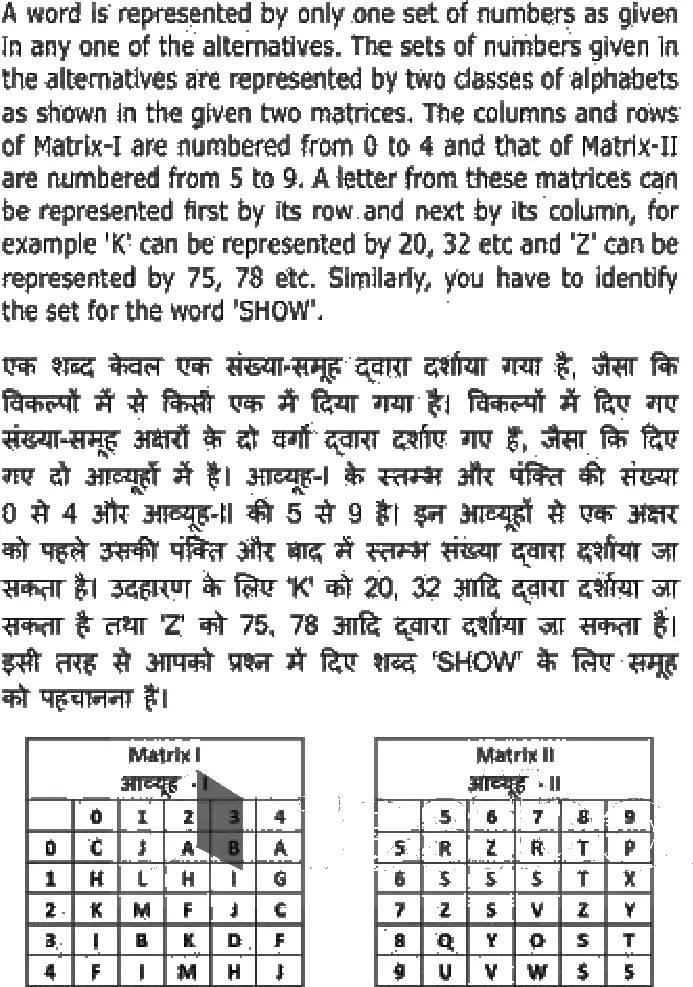 A word is represented by only one set of numbers as given
in any one of the alternatives. The sets of numbers given in
the alternatives are represented by two classes of alphabets
as shown in the given two matrices. The columns and rows
of Matrix-I are numbered from 0 to 4 and that of Matrix-II
are numbered from 5 to 9. A letter from these matrices can
be represented first by its row and next by its column, for
example 'K' can be represented by 20, 32 etc and 'Z' can be
represented by 75, 78 etc. Similarly, you have to identify
the set for the word 'SHOW'.
एक शब्द केवल एक संख्या-समूह द्वारा दर्शाया गया है, जैसा कि
विकल्पों में से किसी एक में दिया गया है। विकल्पों में दिए गए
संख्या-समूह अक्षरों के दो वर्गों द्वारा दर्शाए गए हैं, जैसा कि दिए
गए दो आव्यूहों में है। आव्यूह-I के स्तम्भ और पंक्ति की संख्या
0 से 4 और आव्यूह-II की 5 से 9 है। इन आव्यूहों से एक अक्षर
को पहले उसकी पंक्ति और बाद में स्तम्भ संख्या द्वारा दर्शाया जा
सकता है। उदहारण के लिए 'K' को 20, 32 आदि द्वारा दर्शाया जा
सकता है तथा 'Z' को 75, 78 आदि द्वारा दर्शाया जा सकता है।
इसी तरह से आपको प्रश्न में दिए शब्द 'SHOW' के लिए समूह
को पहचानना है।
Matrix I
आव्यूह - I
0 1 2 3 4
0 C J A B A
1 H L H I G
2 K M F J C
3 I B K D F
4 F I M H J
Matrix II
आव्यूह - II
5 6 7 8 9
5 R Z R T P
6 S S S T X
7 Z S V Z Y
8 Q Y O S T
9 U V W S S